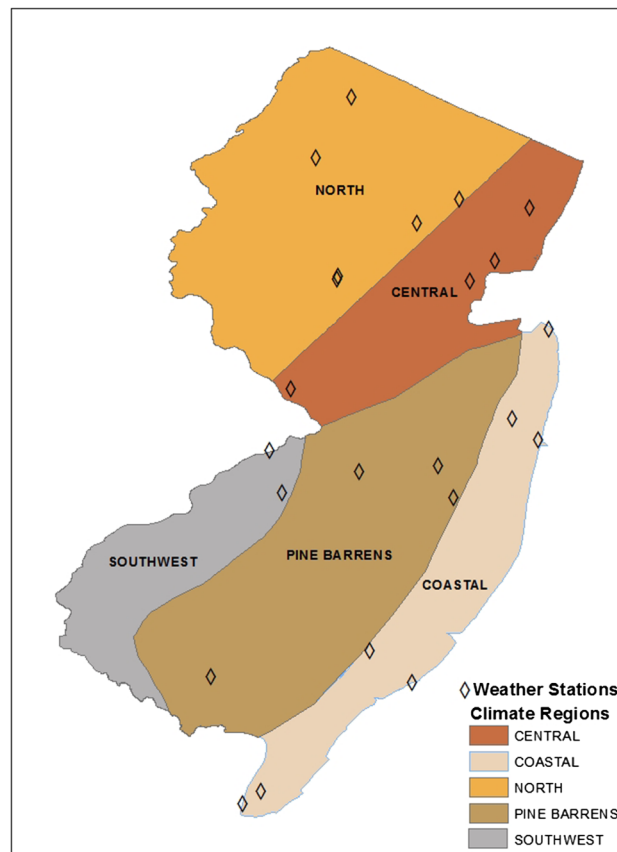 NORTH
CENTRAL
SOUTHWEST
PINE BARRENS
COASTAL
Weather Stations
Climate Regions
CENTRAL
COASTAL
NORTH
PINE BARRENS
SOUTHWEST